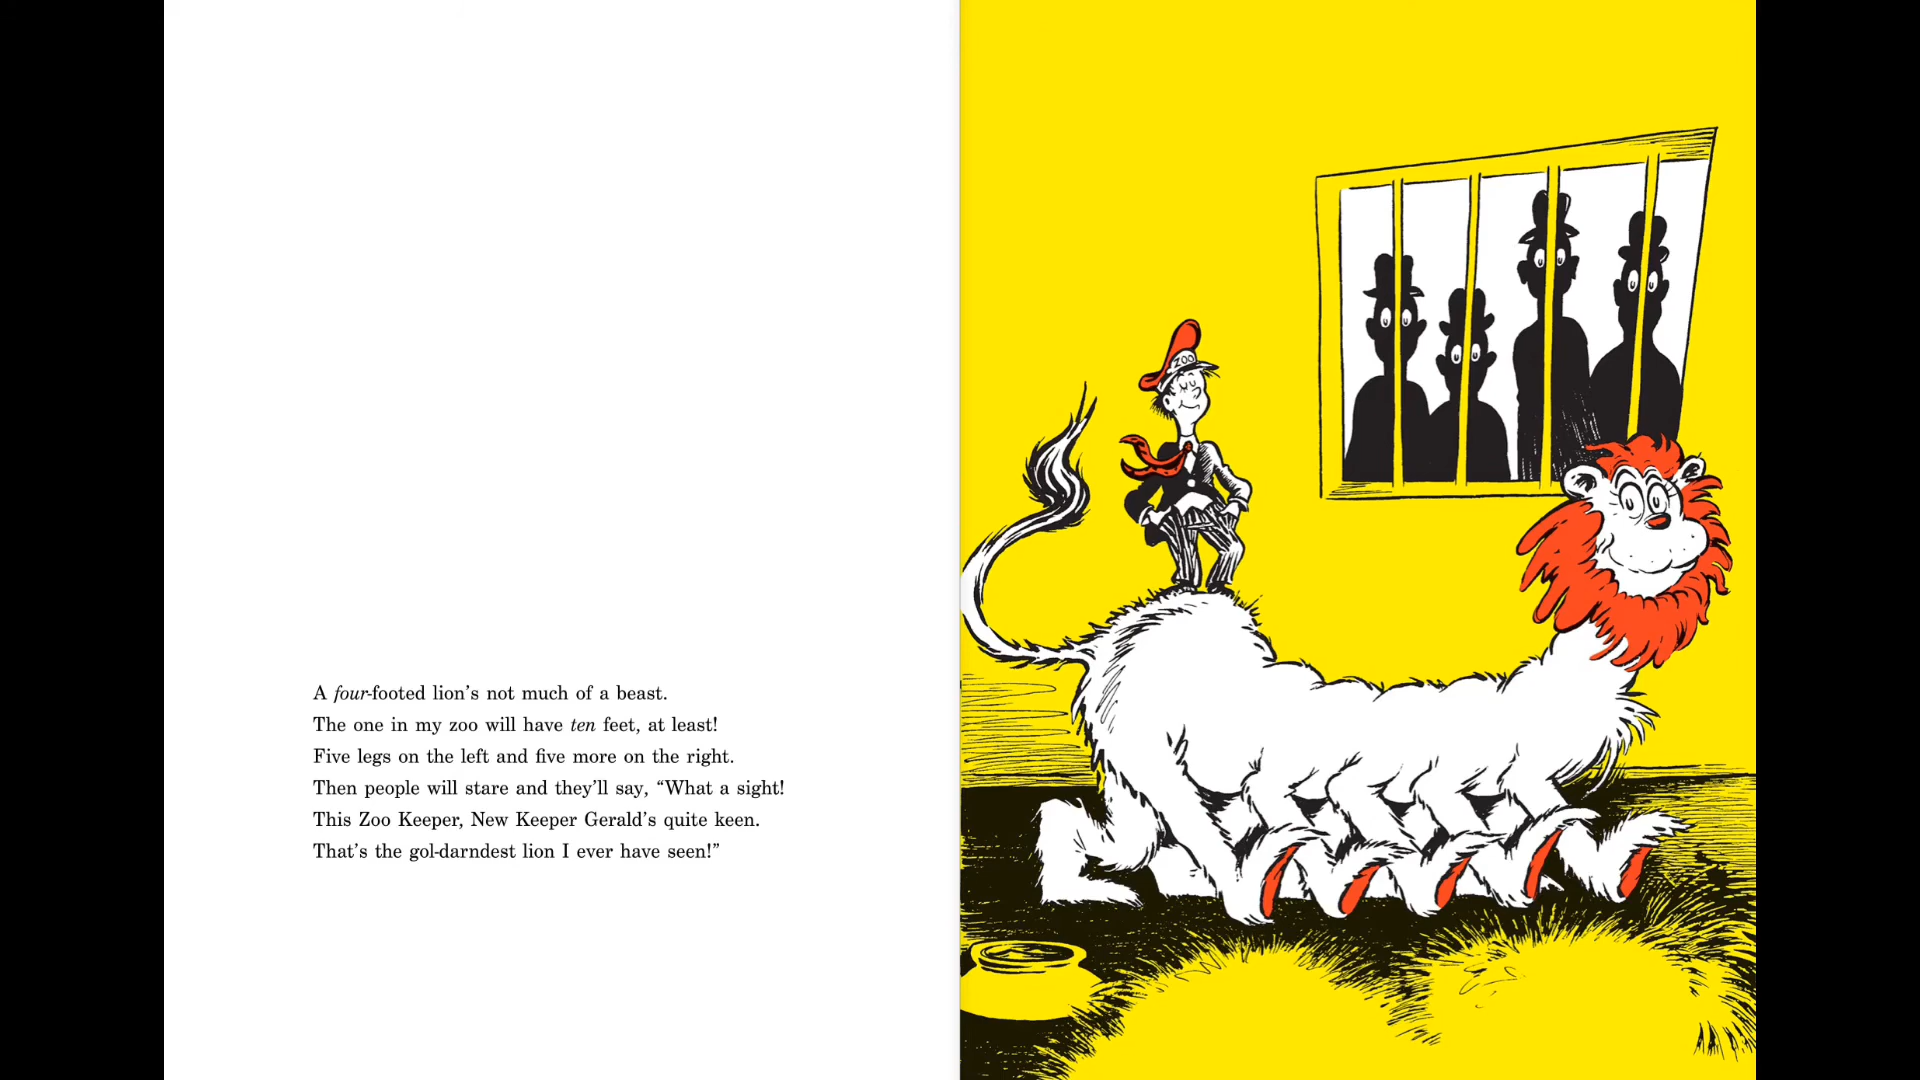 A four-footed lion's not much of a beast.
The one in my zoo will have ten feet, at least!
Five legs on the left and five more on the right.
Then people will stare and they'll say, “What a sight!
This Zoo Keeper, New Keeper Gerald's quite keen.
That's the gol-darndest lion I ever have seen!”
ZOO